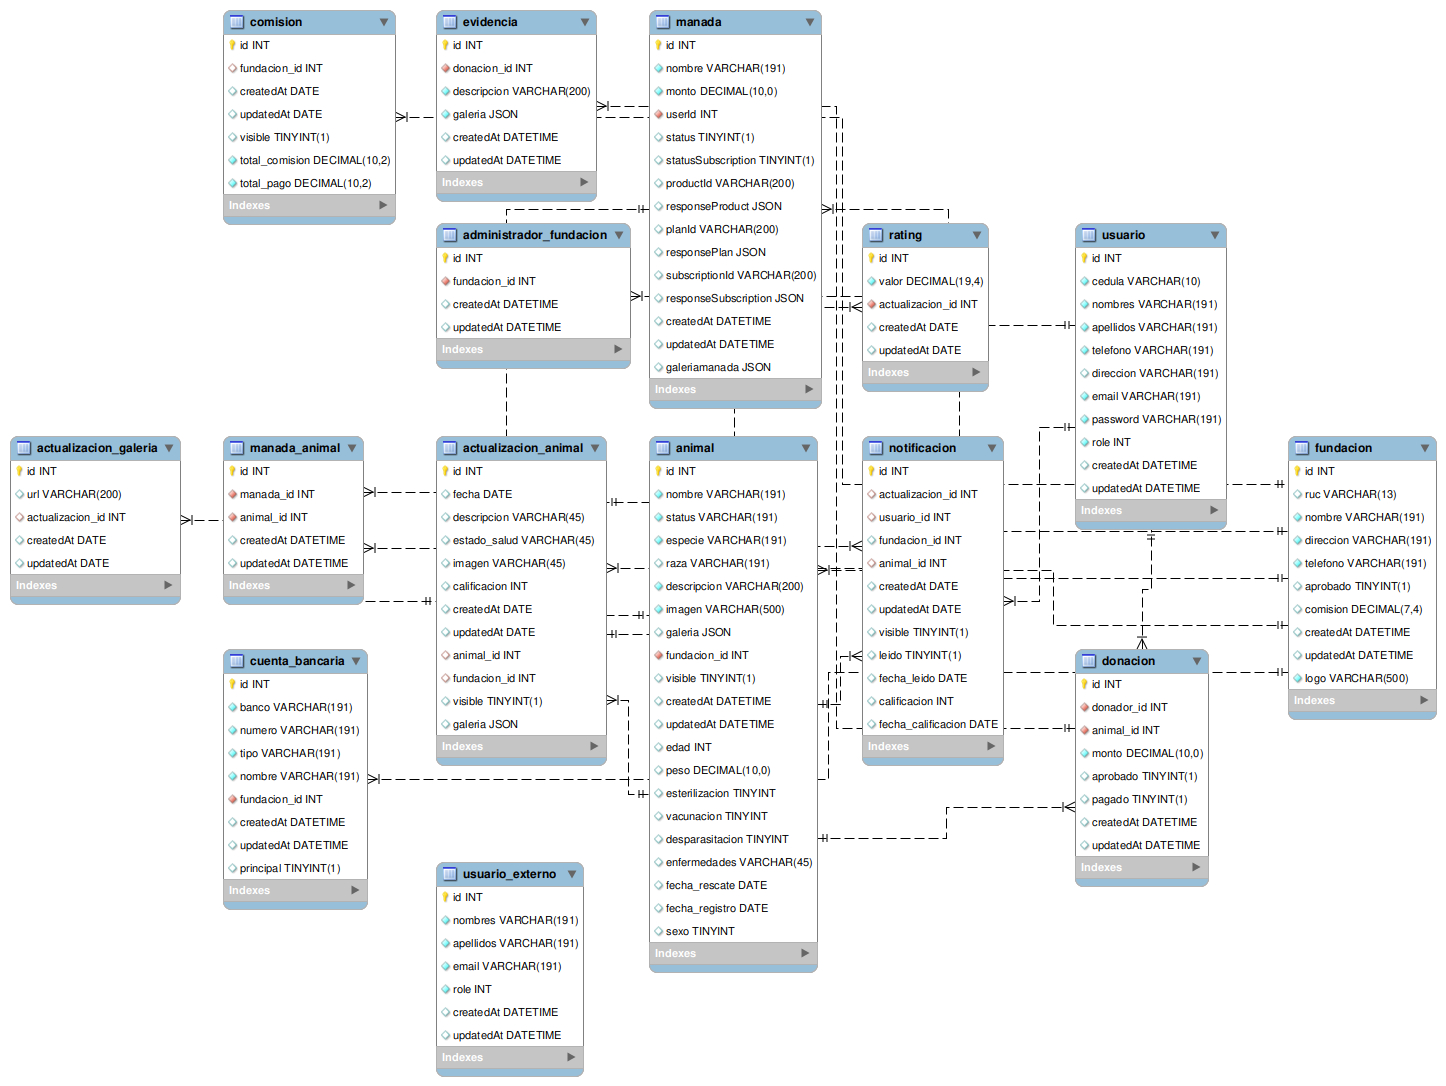 comision
id INT
fundacion_id INT
createdAt DATE
updatedAt DATE
visible TINYINT(1)
total_comision DECIMAL(10,2)
total_pago DECIMAL(10,2)
Indexes
evidencia
id INT
donacion_id INT
descripcion VARCHAR(200)
galeria JSON
createdAt DATETIME
updatedAt DATETIME
Indexes
manada
id INT
nombre VARCHAR(191)
monto DECIMAL(10,0)
userId INT
status TINYINT(1)
statusSubscription TINYINT(1)
productId VARCHAR(200)
responseProduct JSON
planId VARCHAR(200)
responsePlan JSON
subscriptionId VARCHAR(200)
responseSubscription JSON
createdAt DATETIME
updatedAt DATETIME
galeriamanada JSON
Indexes
administrador_fundacion
id INT
fundacion_id INT
createdAt DATETIME
updatedAt DATETIME
Indexes
rating
id INT
valor DECIMAL(19,4)
actualizacion_id INT
createdAt DATE
updatedAt DATE
Indexes
usuario
id INT
cedula VARCHAR(10)
nombres VARCHAR(191)
apellidos VARCHAR(191)
telefono VARCHAR(191)
direccion VARCHAR(191)
email VARCHAR(191)
password VARCHAR(191)
role INT
createdAt DATETIME
updatedAt DATETIME
Indexes
actualizacion_galeria
id INT
url VARCHAR(200)
actualizacion_id INT
createdAt DATE
updatedAt DATE
Indexes
manada_animal
id INT
manada_id INT
animal_id INT
createdAt DATETIME
updatedAt DATETIME
Indexes
actualizacion_animal
id INT
fecha DATE
descripcion VARCHAR(45)
estado_salud VARCHAR(45)
imagen VARCHAR(45)
calificacion INT
createdAt DATE
updatedAt DATE
animal_id INT
fundacion_id INT
visible TINYINT(1)
galeria JSON
Indexes
animal
id INT
nombre VARCHAR(191)
status VARCHAR(191)
especie VARCHAR(191)
raza VARCHAR(191)
descripcion VARCHAR(200)
imagen VARCHAR(500)
galeria JSON
fundacion_id INT
visible TINYINT(1)
createdAt DATETIME
updatedAt DATETIME
edad INT
peso DECIMAL(10,0)
esterilizacion TINYINT
vacunacion TINYINT
desparasitacion TINYINT
enfermedades VARCHAR(45)
fecha_rescate DATE
fecha_registro DATE
sexo TINYINT
Indexes
notificacion
id INT
actualizacion_id INT
usuario_id INT
fundacion_id INT
animal_id INT
createdAt DATE
updatedAt DATE
visible TINYINT(1)
leido TINYINT(1)
fecha_leido DATE
calificacion INT
fecha_calificacion DATE
Indexes
fundacion
id INT
ruc VARCHAR(13)
nombre VARCHAR(191)
direccion VARCHAR(191)
telefono VARCHAR(191)
aprobado TINYINT(1)
comision DECIMAL(7,4)
createdAt DATETIME
updatedAt DATETIME
logo VARCHAR(500)
Indexes
cuenta_bancaria
id INT
banco VARCHAR(191)
numero VARCHAR(191)
tipo VARCHAR(191)
nombre VARCHAR(191)
fundacion_id INT
createdAt DATETIME
updatedAt DATETIME
principal TINYINT(1)
Indexes
donacion
id INT
donador_id INT
animal_id INT
monto DECIMAL(10,0)
aprobado TINYINT(1)
pagado TINYINT(1)
createdAt DATETIME
updatedAt DATETIME
Indexes
usuario_externo
id INT
nombres VARCHAR(191)
apellidos VARCHAR(191)
email VARCHAR(191)
role INT
createdAt DATETIME
updatedAt DATETIME
Indexes